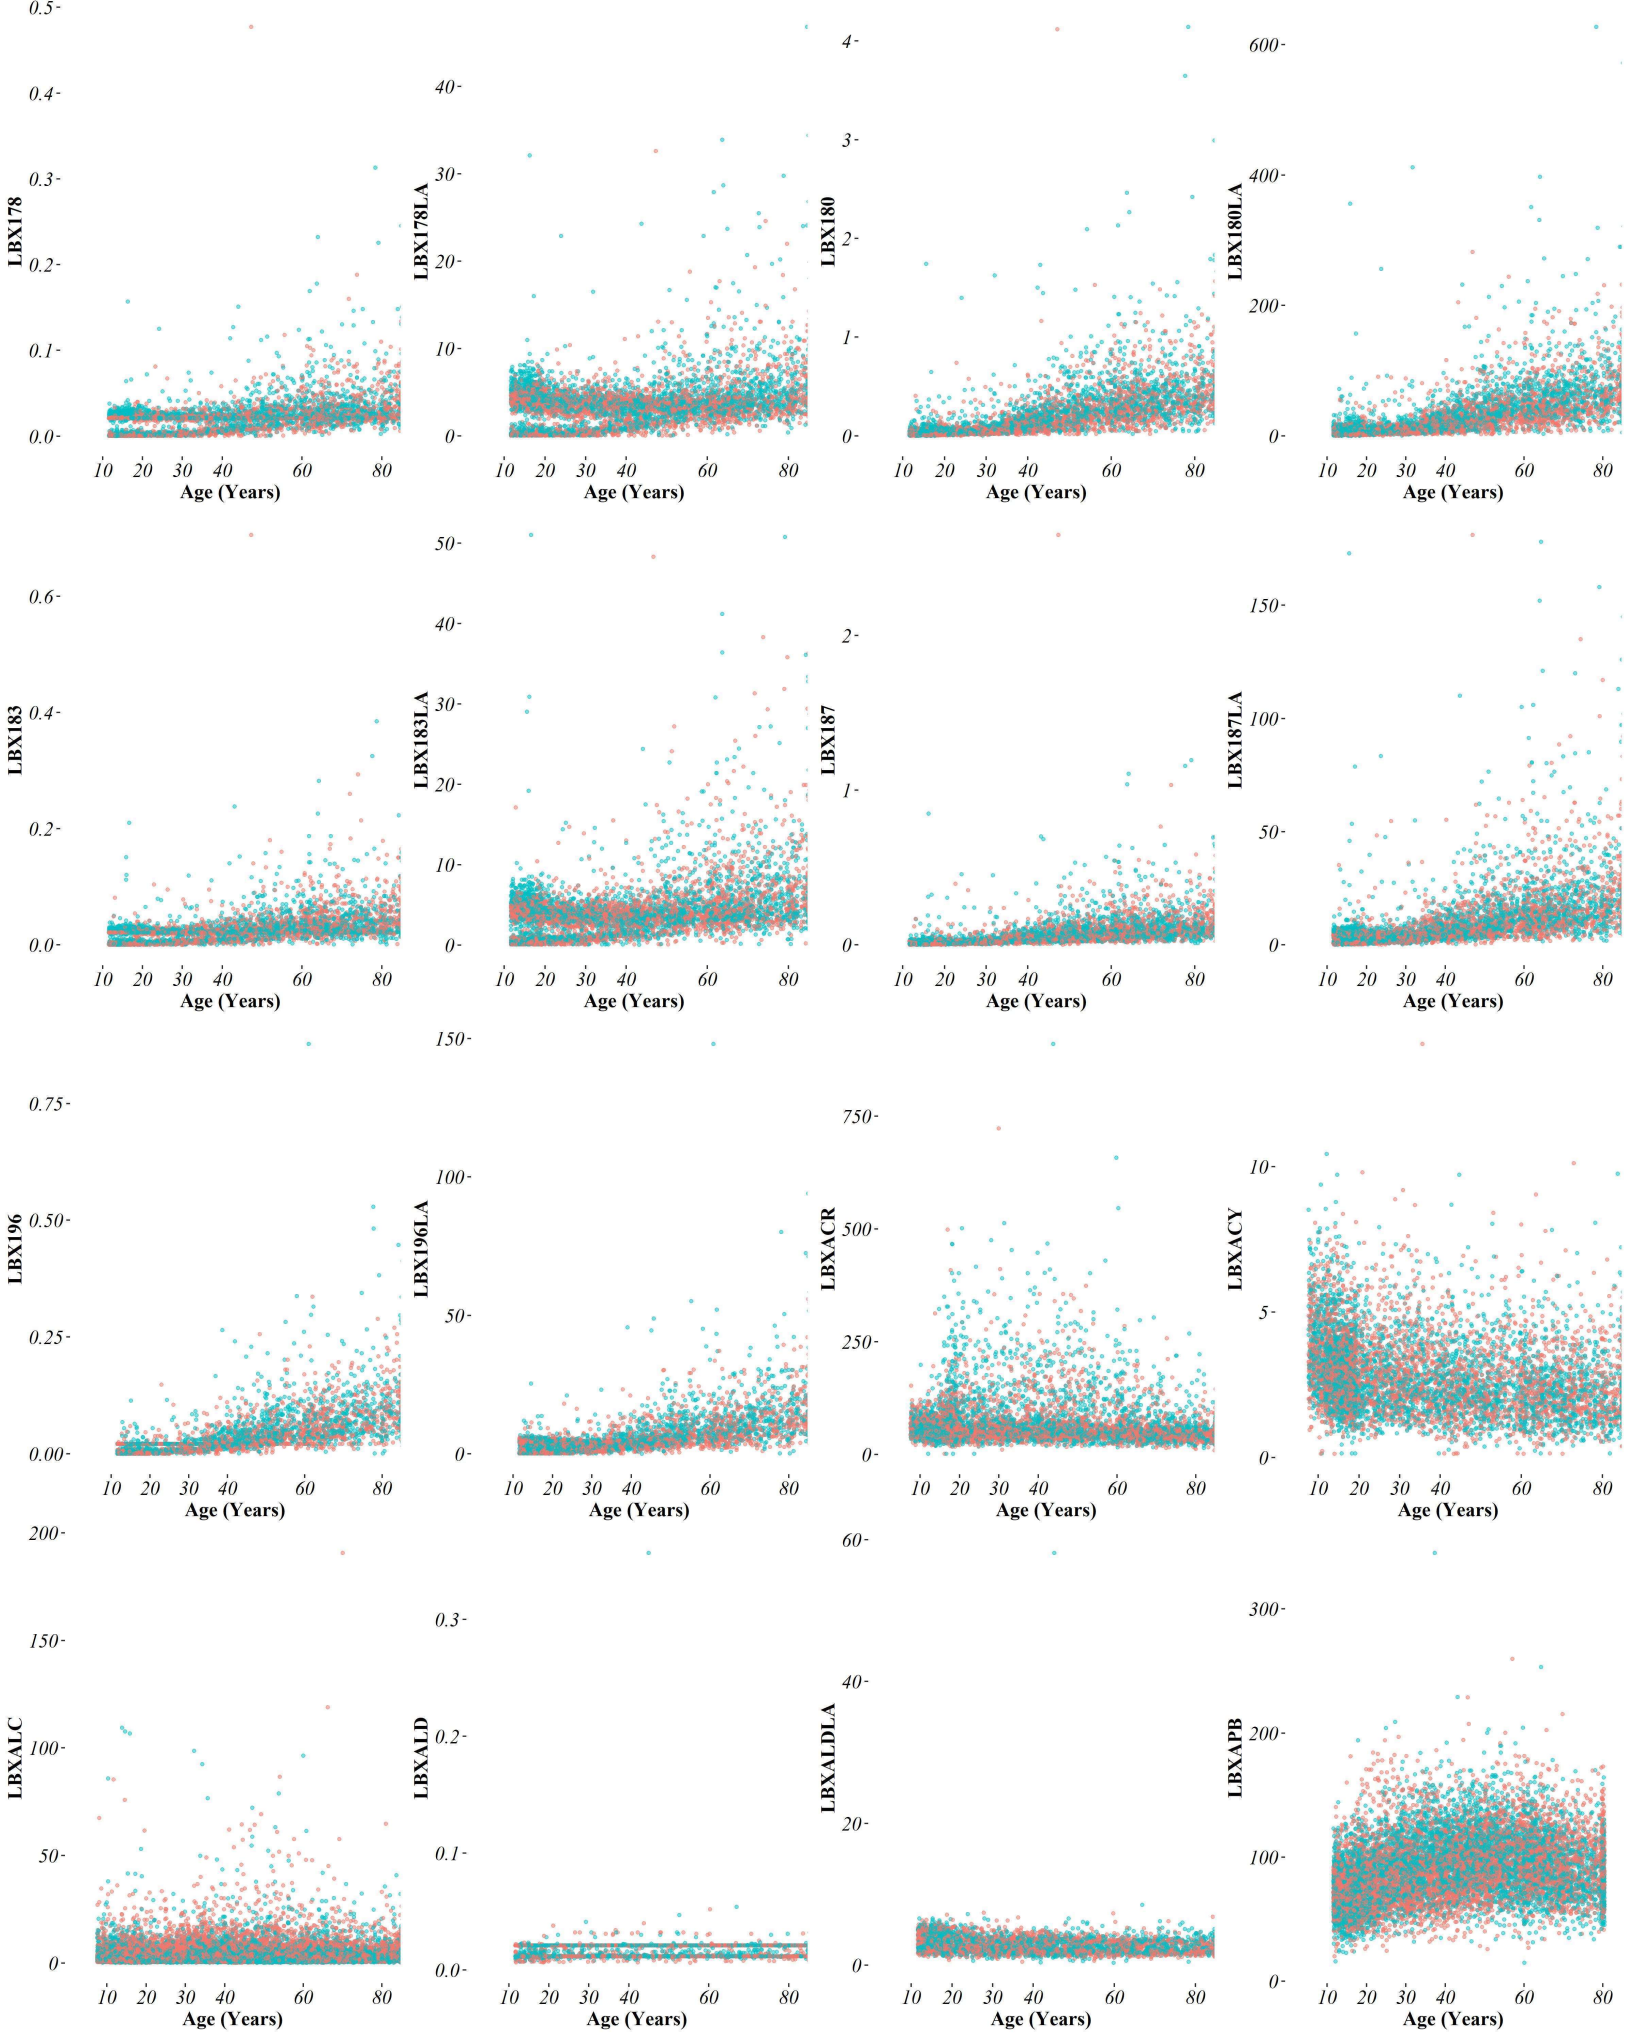 0.5-
0.4-
0.3-
0.2-
0.1-
0.0-
LBX178
10 20 30 40 60 80
Age (Years)
40-
30-
20-
10-
0-
LBX178LA
10 20 30 40 60 80
Age (Years)
4-
3-
2-
1-
0-
LBX180
10 20 30 40 60 80
Age (Years)
600-
400-
200-
0-
LBX180LA
10 20 30 40 60 80
Age (Years)
0.6-
0.4-
0.2-
0.0-
LBX183
10 20 30 40 60 80
Age (Years)
50-
40-
30-
20-
10-
0-
LBX183LA
10 20 30 40 60 80
Age (Years)
2-
1-
0-
LBX187
10 20 30 40 60 80
Age (Years)
150-
100-
50-
0-
LBX187LA
10 20 30 40 60 80
Age (Years)
0.75-
0.50-
0.25-
0.00-
LBX196
10 20 30 40 60 80
Age (Years)
150-
100-
50-
0-
LBX196LA
10 20 30 40 60 80
Age (Years)
750-
500-
250-
0-
LBXACR
10 20 30 40 60 80
Age (Years)
10-
5-
0-
LBXACY
10 20 30 40 60 80
Age (Years)
200-
150-
100-
50-
0-
LBXALC
10 20 30 40 60 80
Age (Years)
0.3-
0.2-
0.1-
0.0-
LBXALD
10 20 30 40 60 80
Age (Years)
60-
40-
20-
0-
LBXALDLA
10 20 30 40 60 80
Age (Years)
300-
200-
100-
0-
LBXAPB
10 20 30 40 60 80
Age (Years)